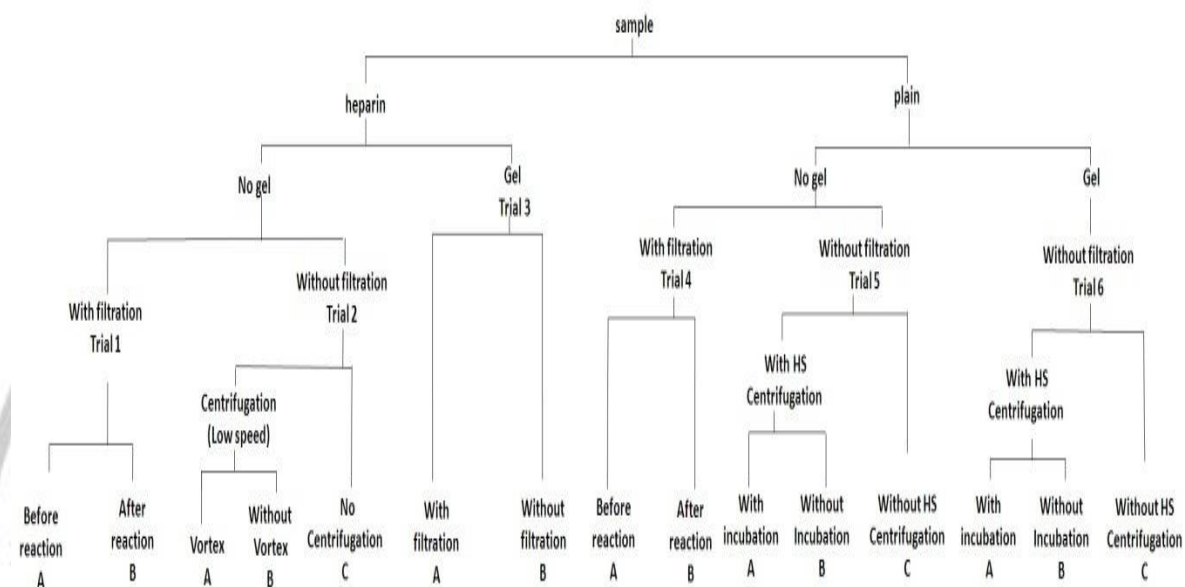 sample
heparin
plain
No gel
Gel
Trial 3
No gel
Gel
With filtration
Trial 1
Without filtration
Trial 2
With filtration
Trial 4
Without filtration
Trial 5
Without filtration
Trial 6
Centrifugation
(Low speed)
With HS
Centrifugation
With HS
Centrifugation
Before
reaction
A
After
reaction
B
Vortex
A
Without
Vortex
B
No
Centrifugation
C
With
filtration
A
Without
filtration
B
Before
reaction
A
After
reaction
B
With
incubation
A
Without
Incubation
B
Without HS
Centrifugation
C
With
incubation
A
Without
Incubation
B
Without HS
Centrifugation
C